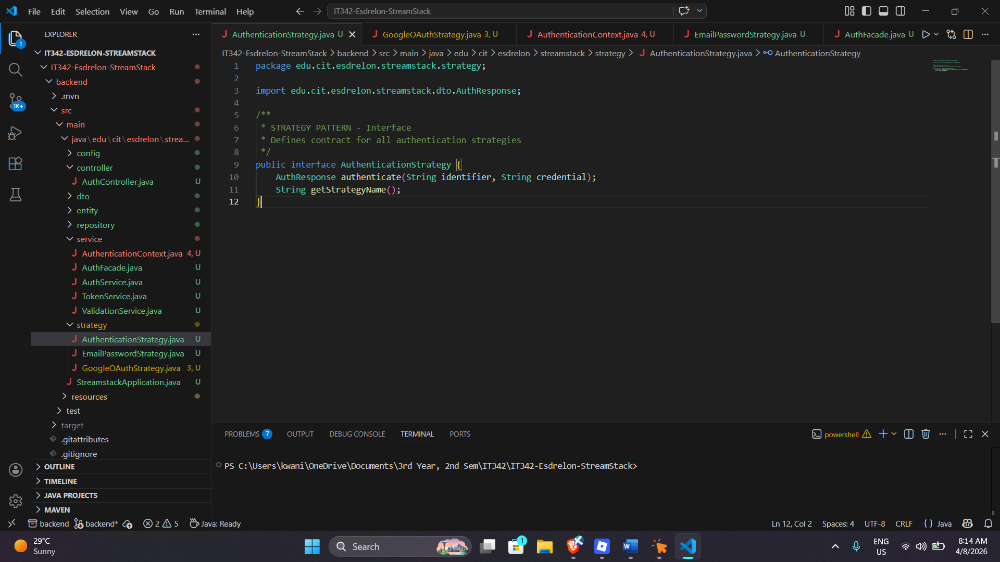 File Edit Selection View Go Run Terminal Help
IT342-Esdrelon-StreamStack
EXPLORER
IT342-ESDRELON-STREAMSTACK
IT342-Esdrelon-StreamStack
backend
.mvn
src
main
java\edu\cit\esdrelon\strea...
config
controller
AuthController.java U
dto
entity
repository
service
AuthenticationContext.java 4, U
AuthFacade.java U
AuthService.java U
TokenService.java U
ValidationService.java U
strategy
AuthenticationStrategy.java U
EmailPasswordStrategy.java U
GoogleOAuthStrategy.java 3, U
StreamstackApplication.java U
resources
test
target
.gitattributes
.gitignore
OUTLINE
TIMELINE
JAVA PROJECTS
MAVEN
1
1K+
AuthenticationStrategy.java U
GoogleOAuthStrategy.java 3, U
AuthenticationContext.java 4, U
EmailPasswordStrategy.java U
AuthFacade.java U
IT342-Esdrelon-StreamStack > backend > src > main > java > edu > cit > esdrelon > streamstack > strategy > AuthenticationStrategy.java > AuthenticationStrategy
1 package edu.cit.esdrelon.streamstack.strategy;
2
3 import edu.cit.esdrelon.streamstack.dto.AuthResponse;
4
5 /**
6 * STRATEGY PATTERN - Interface
7 * Defines contract for all authentication strategies
8 */
9 public interface AuthenticationStrategy {
10 AuthResponse authenticate(String identifier, String credential);
11 String getStrategyName();
12 }
PROBLEMS 7 OUTPUT DEBUG CONSOLE TERMINAL PORTS
powershell
PS C:\Users\kwani\OneDrive\Documents\3rd Year, 2nd Sem\IT342\IT342-Esdrelon-StreamStack>
backend backend* 2 5 Java: Ready
Ln 12, Col 2 Spaces: 4 UTF-8 CRLF { } Java
29°C
Sunny
Search
1
ENG
US
8:14 AM
4/8/2026